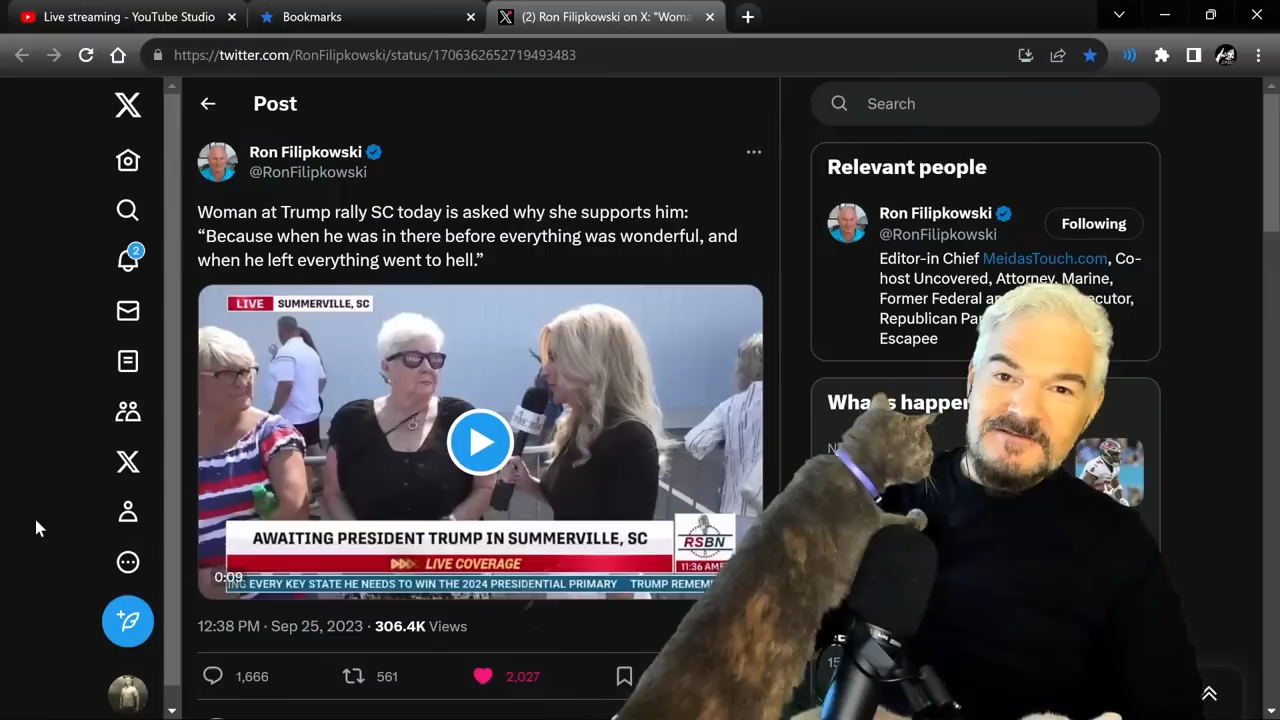 Live streaming - YouTube Studio
Bookmarks
(2) Ron Filipkowski on X: "Woma
https://twitter.com/RonFilipkowski/status/1706362652719493483
Post
Ron Filipkowski
@RonFilipkowski
Woman at Trump rally SC today is asked why she supports him:
“Because when he was in there before everything was wonderful, and
when he left everything went to hell.”
LIVE SUMMERVILLE, SC
AWAITING PRESIDENT TRUMP IN SUMMERVILLE, SC
LIVE COVERAGE
RSBN
11:36 AM
0:09
EVERY KEY STATE HE NEEDS TO WIN THE 2024 PRESIDENTIAL PRIMARY TRUMP
12:38 PM · Sep 25, 2023 · 306.4K Views
1,666
561
2,027
2
Search
Relevant people
Ron Filipkowski
@RonFilipkowski
Following
Editor-in Chief MeidasTouch.com, Co-
host Uncovered, Attorney, Marine,
Former Federal
Republican
Escapee